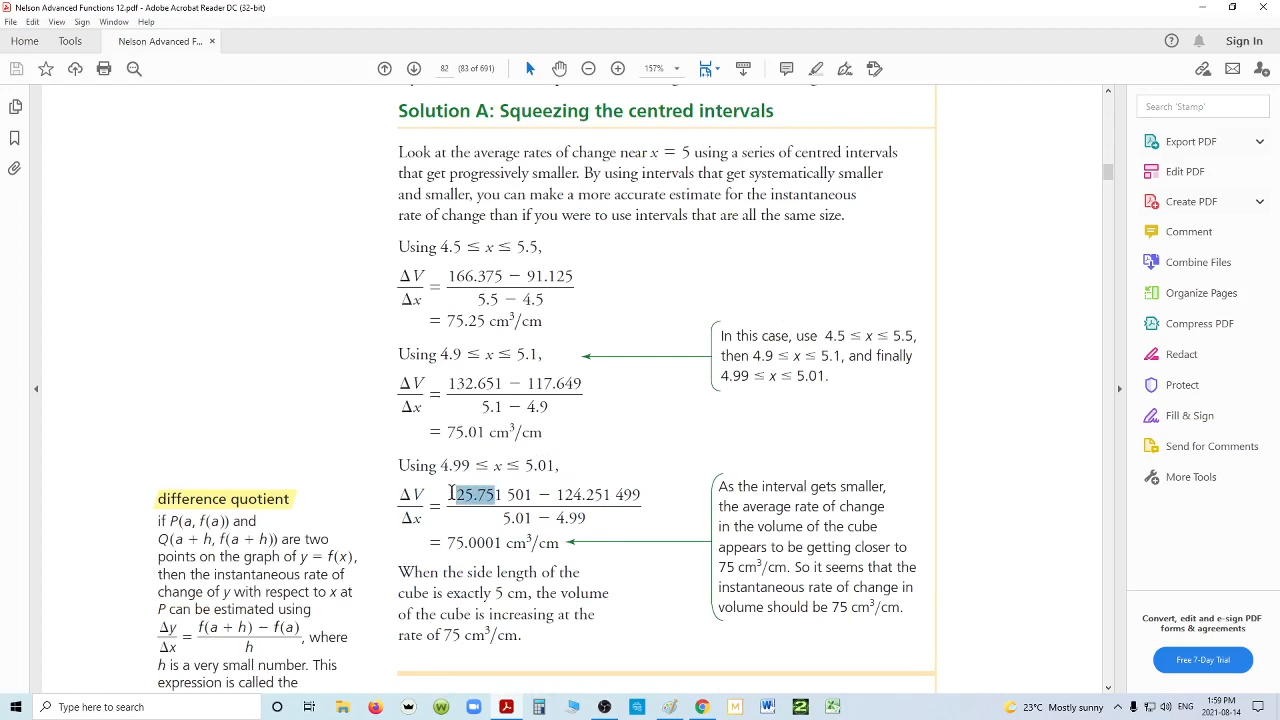 Nelson Advanced Functions 12.pdf - Adobe Acrobat Reader DC (32-bit)
File Edit View Sign Window Help
Home Tools Nelson Advanced F... × Sign In
82 (83 of 691) 157%
Solution A: Squeezing the centred intervals
Look at the average rates of change near x = 5 using a series of centred intervals
that get progressively smaller. By using intervals that get systematically smaller
and smaller, you can make a more accurate estimate for the instantaneous
rate of change than if you were to use intervals that are all the same size.
Using 4.5 ≤ x ≤ 5.5,
ΔV/Δx = (166.375 − 91.125)/(5.5 − 4.5)
= 75.25 cm³/cm
Using 4.9 ≤ x ≤ 5.1,
ΔV/Δx = (132.651 − 117.649)/(5.1 − 4.9)
= 75.01 cm³/cm
Using 4.99 ≤ x ≤ 5.01,
ΔV/Δx = (125.751 501 − 124.251 499)/(5.01 − 4.99)
= 75.0001 cm³/cm
When the side length of the
cube is exactly 5 cm, the volume
of the cube is increasing at the
rate of 75 cm³/cm.
In this case, use 4.5 ≤ x ≤ 5.5,
then 4.9 ≤ x ≤ 5.1, and finally
4.99 ≤ x ≤ 5.01.
As the interval gets smaller,
the average rate of change
in the volume of the cube
appears to be getting closer to
75 cm³/cm. So it seems that the
instantaneous rate of change in
volume should be 75 cm³/cm.
difference quotient
if P(a, f(a)) and
Q(a + h, f(a + h)) are two
points on the graph of y = f(x),
then the instantaneous rate of
change of y with respect to x at
P can be estimated using
Δy/Δx = (f(a + h) − f(a))/h, where
h is a very small number. This
expression is called the
Search 'Stamp'
Export PDF
Edit PDF
Create PDF
Comment
Combine Files
Organize Pages
Compress PDF
Redact
Protect
Fill & Sign
Send for Comments
More Tools
Convert, edit and e-sign PDF
forms & agreements
Free 7-Day Trial
Type here to search
23°C Mostly sunny
1:59 PM
2021-08-14